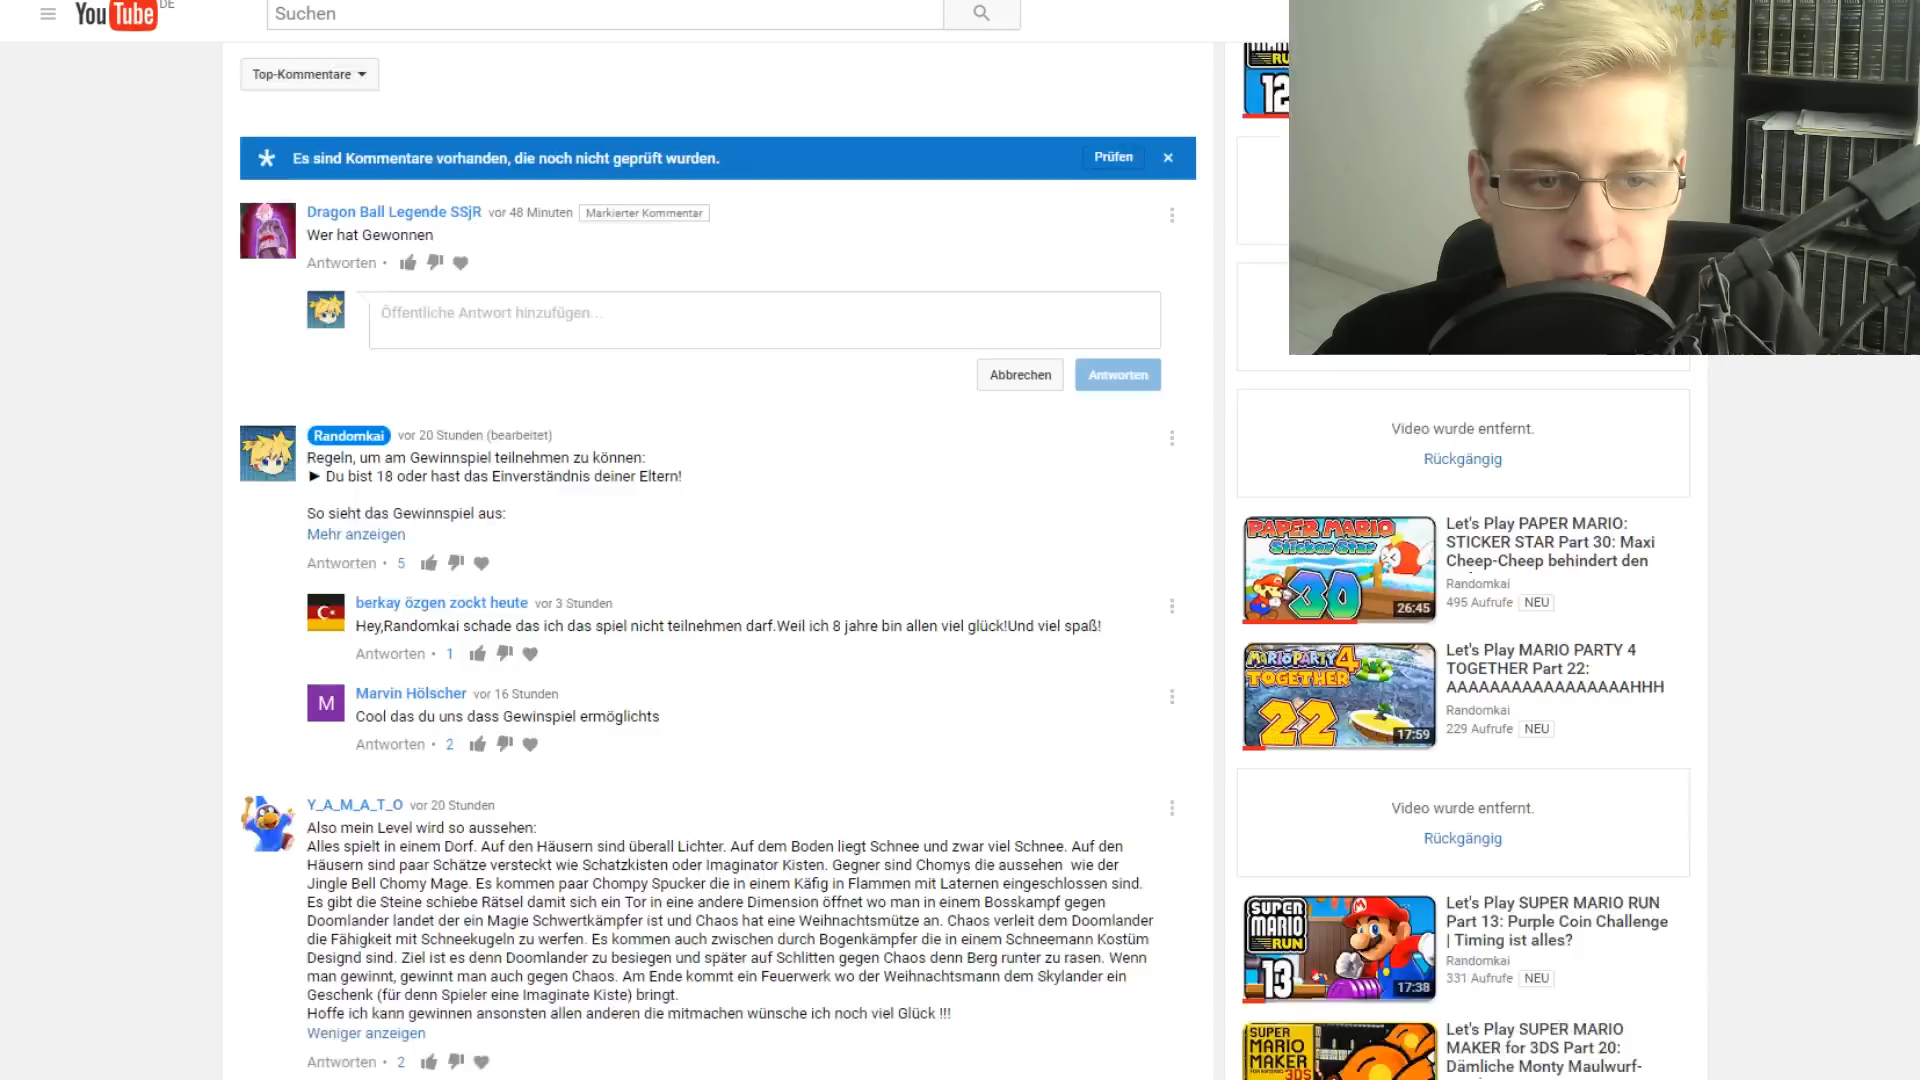 YouTube DE
Suchen
Top-Kommentare
Es sind Kommentare vorhanden, die noch nicht geprüft wurden.
Prüfen
Dragon Ball Legende SSjR vor 48 Minuten Markierter Kommentar
Wer hat Gewonnen
Antworten •
Öffentliche Antwort hinzufügen...
Abbrechen
Antworten
Randomkai vor 20 Stunden (bearbeitet)
Regeln, um am Gewinnspiel teilnehmen zu können:
► Du bist 18 oder hast das Einverständnis deiner Eltern!
So sieht das Gewinnspiel aus:
Mehr anzeigen
Antworten • 5
berkay özgen zockt heute vor 3 Stunden
Hey,Randomkai schade das ich das spiel nicht teilnehmen darf.Weil ich 8 jahre bin allen viel glück!Und viel spaß!
Antworten • 1
M
Marvin Hölscher vor 16 Stunden
Cool das du uns dass Gewinspiel ermöglichts
Antworten • 2
Y_A_M_A_T_O vor 20 Stunden
Also mein Level wird so aussehen:
Alles spielt in einem Dorf. Auf den Häusern sind überall Lichter. Auf dem Boden liegt Schnee und zwar viel Schnee. Auf den
Häusern sind paar Schätze versteckt wie Schatzkisten oder Imaginator Kisten. Gegner sind Chomys die aussehen wie der
Jingle Bell Chomy Mage. Es kommen paar Chompy Spucker die in einem Käfig in Flammen mit Laternen eingeschlossen sind.
Es gibt die Steine schiebe Rätsel damit sich ein Tor in eine andere Dimension öffnet wo man in einem Bosskampf gegen
Doomlander landet der ein Magie Schwertkämpfer ist und Chaos hat eine Weihnachtsmütze an. Chaos verleit dem Doomlander
die Fähigkeit mit Schneekugeln zu werfen. Es kommen auch zwischen durch Bogenkämpfer die in einem Schneemann Kostüm
Designd sind. Ziel ist es denn Doomlander zu besiegen und später auf Schlitten gegen Chaos denn Berg runter zu rasen. Wenn
man gewinnt, gewinnt man auch gegen Chaos. Am Ende kommt ein Feuerwerk wo der Weihnachtsmann dem Skylander ein
Geschenk (für denn Spieler eine Imaginate Kiste) bringt.
Hoffe ich kann gewinnen ansonsten allen anderen die mitmachen wünsche ich noch viel Glück !!!
Weniger anzeigen
Antworten • 2
12
Video wurde entfernt.
Rückgängig
PAPER MARIO
Sticker Star
30
26:45
Let's Play PAPER MARIO:
STICKER STAR Part 30: Maxi
Cheep-Cheep behindert den
Randomkai
495 Aufrufe NEU
MARIO PARTY 4
TOGETHER
22
17:59
Let's Play MARIO PARTY 4
TOGETHER Part 22:
AAAAAAAAAAAAAAAAAHHH
Randomkai
229 Aufrufe NEU
Video wurde entfernt.
Rückgängig
SUPER
MARIO
RUN
13
17:38
Let's Play SUPER MARIO RUN
Part 13: Purple Coin Challenge
| Timing ist alles?
Randomkai
331 Aufrufe NEU
SUPER
MARIO
MAKER
3DS
Let's Play SUPER MARIO
MAKER for 3DS Part 20:
Dämliche Monty Maulwurf-